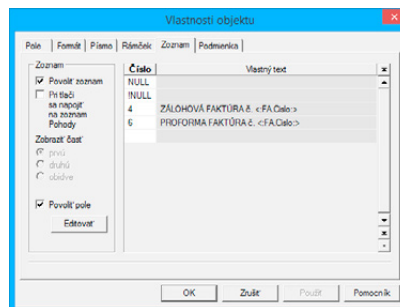 Vlastnosti objektu
Pole Formát Písmo Rámček Zoznam Podmienka
Zoznam
Povoliť zoznam
Pri tlači
sa napojiť
na zoznam
Pohody
Zobraziť časť
prvú
druhú
obidve
Povoliť pole
Editovať
Číslo Vlastný text
NULL
!NULL
4 ZÁLOHOVÁ FAKTÚRA č. <:FA.Cislo:>
6 PROFORMA FAKTÚRA č. <:FA.Cislo:>
OK Zrušiť Použiť Pomocník